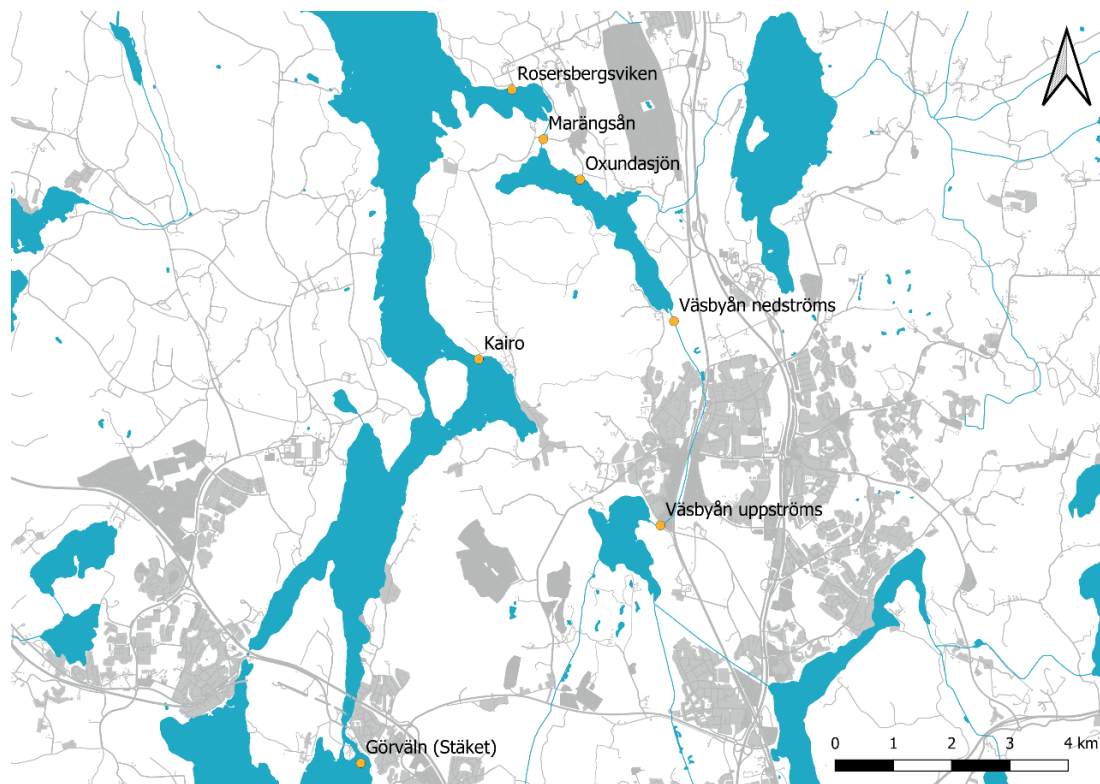 Rosersbergsviken
Marängsån
Oxundasjön
Väsbyån nedströms
Kairo
Väsbyån uppströms
Görväln (Stäket)
0 1 2 3 4 km